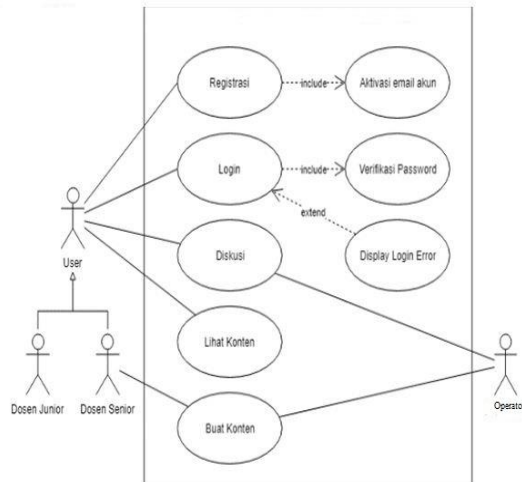 Registrasi
include
Aktivasi email akun
Login
include
Verifikasi Password
extend
User
Diskusi
Display Login Error
Lihat Konten
Dosen Junior
Dosen Senior
Buat Konten
Operato